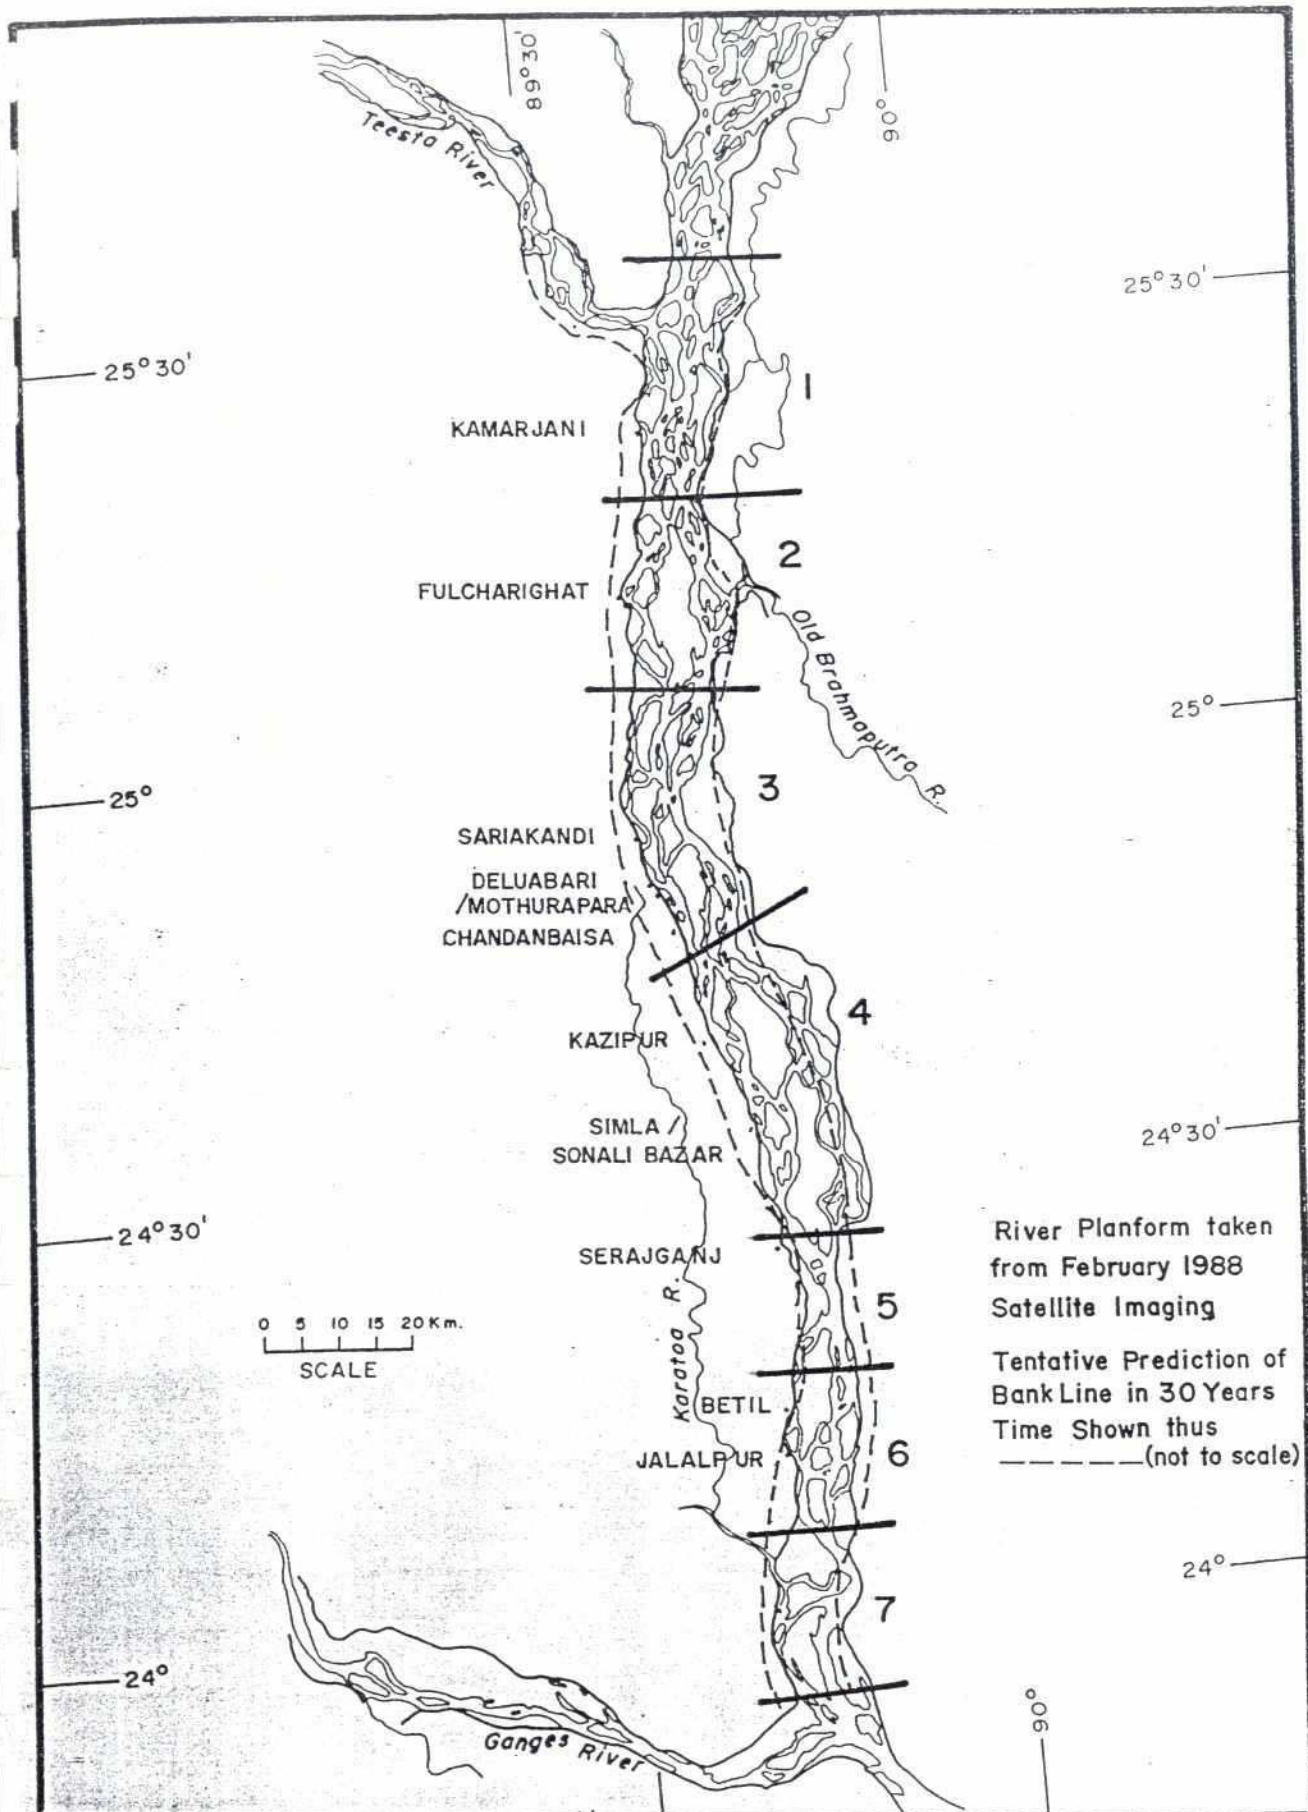 89°30'
90°
Teesta River
25°30'
25°30'
1
KAMARJANI
2
FULCHARIGHAT
Old Brahmaputra R.
25°
3
25°
SARIAKANDI
DELUABARI
/MOTHURAPARA
CHANDANBAISA
4
KAZIPUR
24°30'
SIMLA /
SONALI BAZAR
24°30'
SERAJGANJ
River Planform taken
from February 1988
Satellite Imaging
Karatoa R.
5
0 5 10 15 20 Km.
SCALE
Tentative Prediction of
Bank Line in 30 Years
Time Shown thus
(not to scale)
BETIL
JALALPUR
6
24°
7
24°
90°
Ganges River